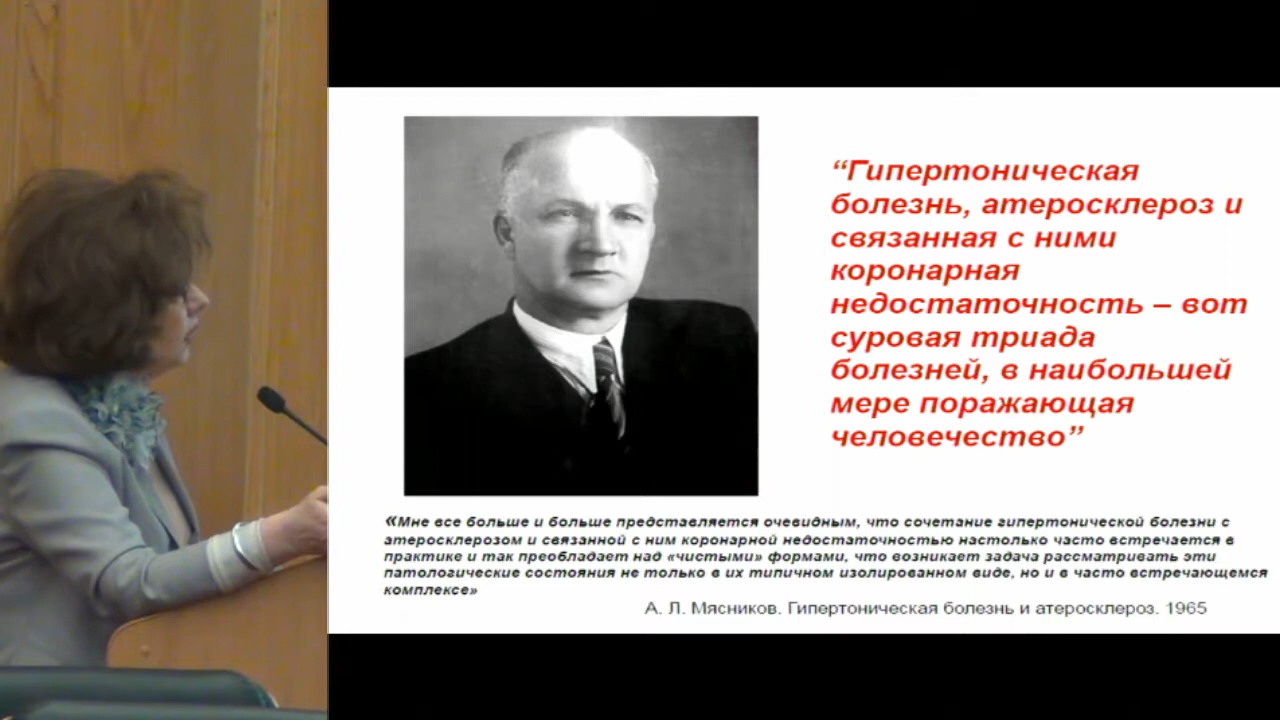 “Гипертоническая
болезнь, атеросклероз и
связанная с ними
коронарная
недостаточность – вот
суровая триада
болезней, в наибольшей
мере поражающая
человечество”
«Мне все больше и больше представляется очевидным, что сочетание гипертонической болезни с
атеросклерозом и связанной с ним коронарной недостаточностью настолько часто встречается в
практике и так преобладает над «чистыми» формами, что возникает задача рассматривать эти
патологические состояния не только в их типичном изолированном виде, но и в часто встречающемся
комплексе»
А. Л. Мясников. Гипертоническая болезнь и атеросклероз. 1965